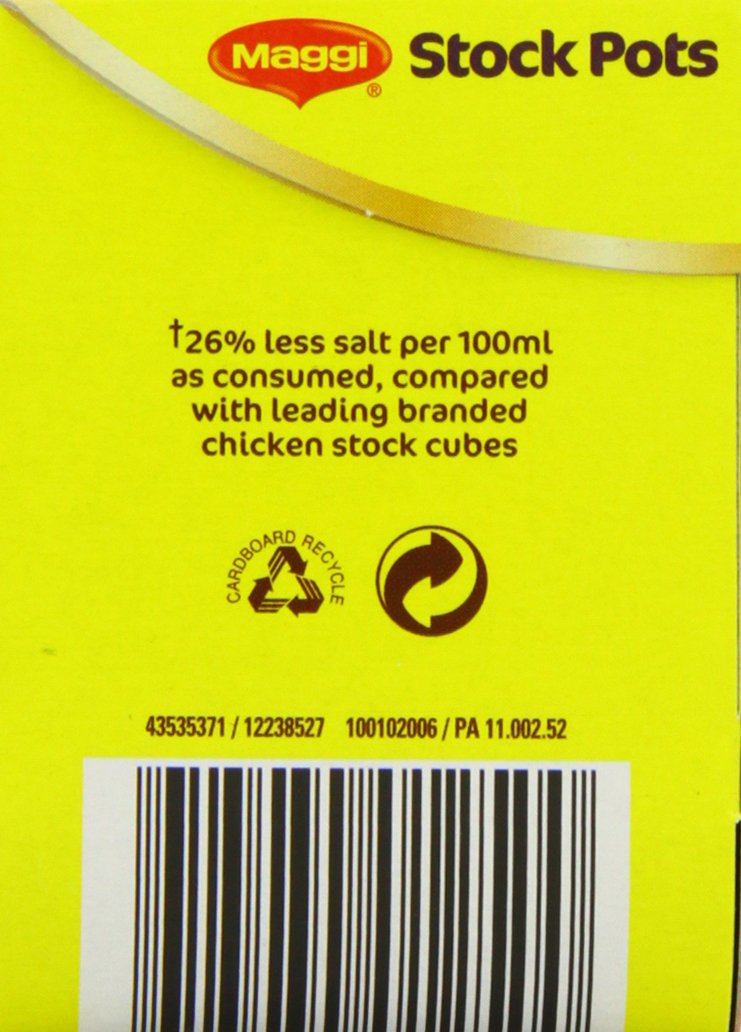 Maggi® Stock Pots
†26% less salt per 100ml
as consumed, compared
with leading branded
chicken stock cubes
CARDBOARD RECYCLE
43535371 / 12238527 100102006 / PA 11.002.52